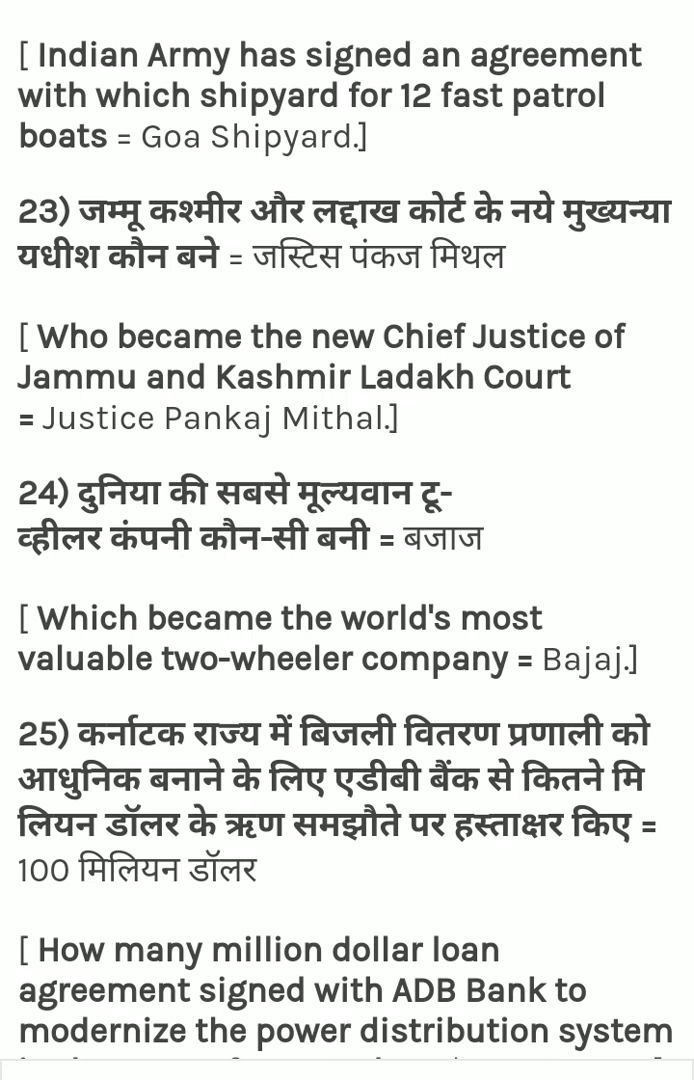 [ Indian Army has signed an agreement
with which shipyard for 12 fast patrol
boats = Goa Shipyard.]
23) जम्मू कश्मीर और लद्दाख कोर्ट के नये मुख्यन्या
यधीश कौन बने = जस्टिस पंकज मिथल
[ Who became the new Chief Justice of
Jammu and Kashmir Ladakh Court
= Justice Pankaj Mithal.]
24) दुनिया की सबसे मूल्यवान टू-
व्हीलर कंपनी कौन-सी बनी = बजाज
[ Which became the world's most
valuable two-wheeler company = Bajaj.]
25) कर्नाटक राज्य में बिजली वितरण प्रणाली को
आधुनिक बनाने के लिए एडीबी बैंक से कितने मि
लियन डॉलर के ऋण समझौते पर हस्ताक्षर किए =
100 मिलियन डॉलर
[ How many million dollar loan
agreement signed with ADB Bank to
modernize the power distribution system